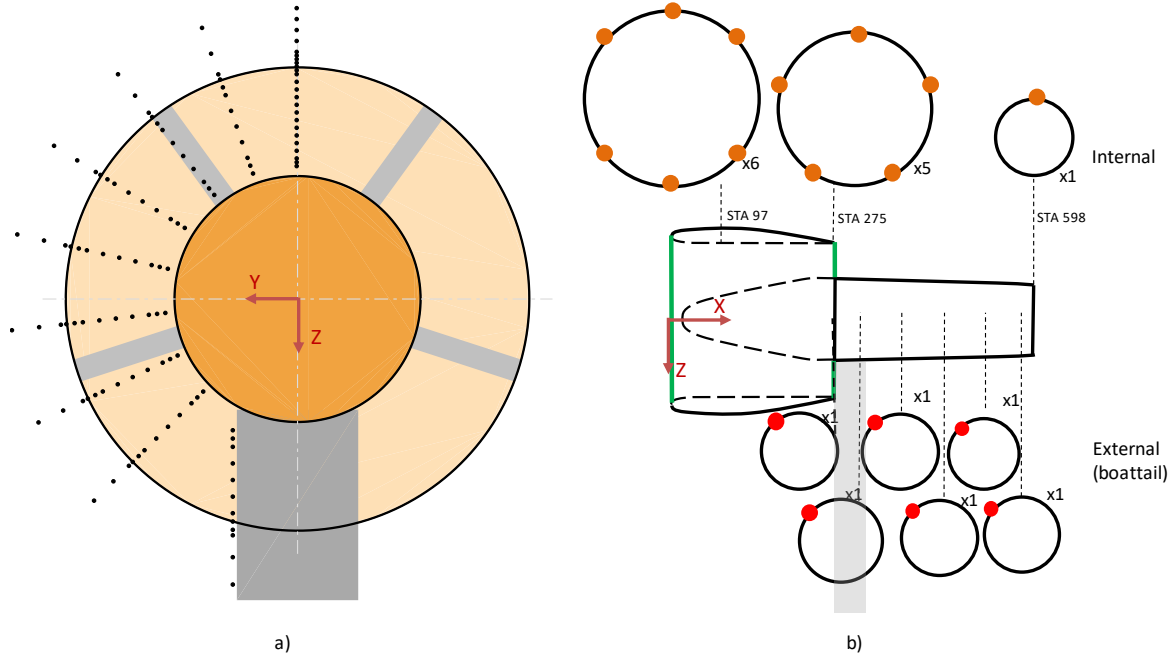 Y
Z
a)
x6
x5
x1
Internal
STA 97
STA 275
STA 598
X
Z
x1
x1
x1
External
(boattail)
x1
x1
x1
b)